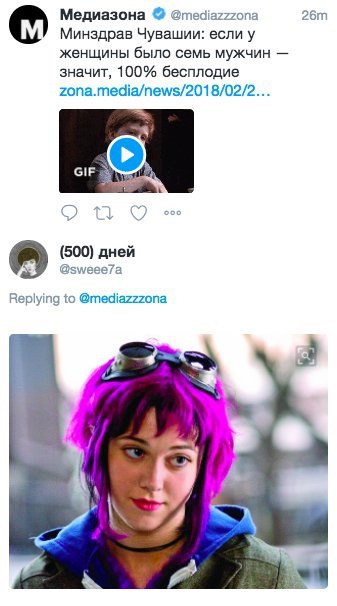 Медиазона @mediazzzona 26m
Минздрав Чувашии: если у
женщины было семь мужчин —
значит, 100% бесплодие
zona.media/news/2018/02/2…
GIF
(500) дней
@sweee7a
Replying to @mediazzzona